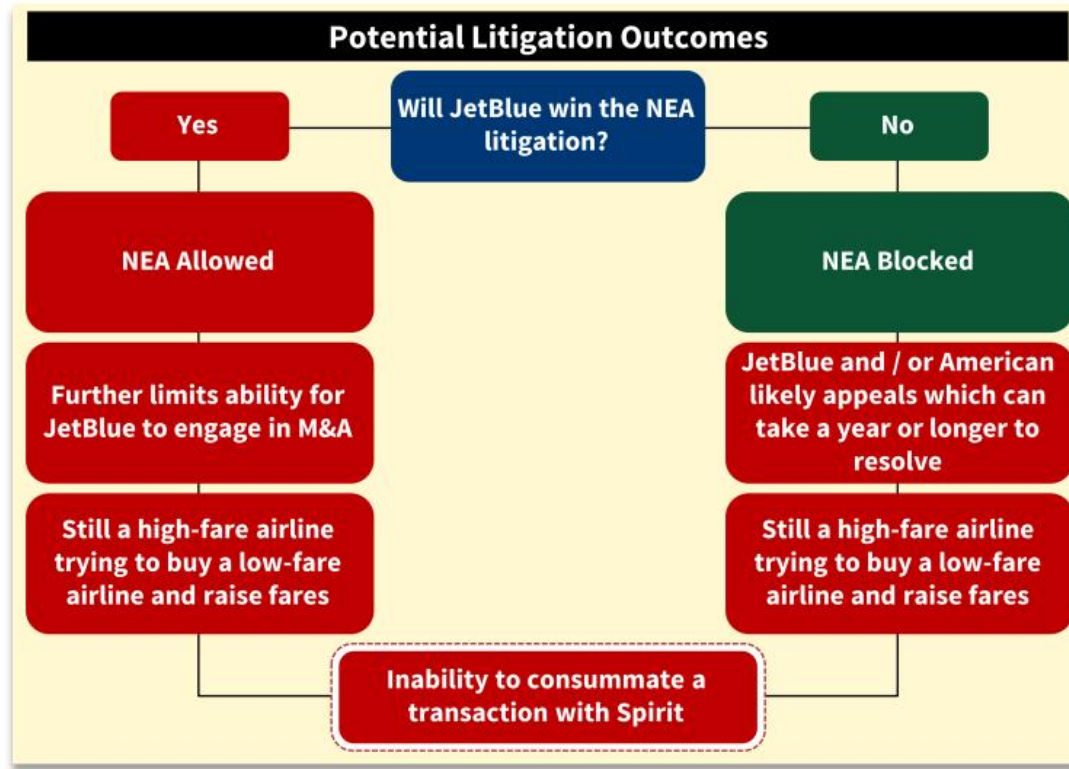 Potential Litigation Outcomes
Will JetBlue win the NEA
litigation?
Yes
NEA Allowed
Further limits ability for
JetBlue to engage in M&A
Still a high-fare airline
trying to buy a low-fare
airline and raise fares
No
NEA Blocked
JetBlue and / or American
likely appeals which can
take a year or longer to
resolve
Still a high-fare airline
trying to buy a low-fare
airline and raise fares
Inability to consummate a
transaction with Spirit